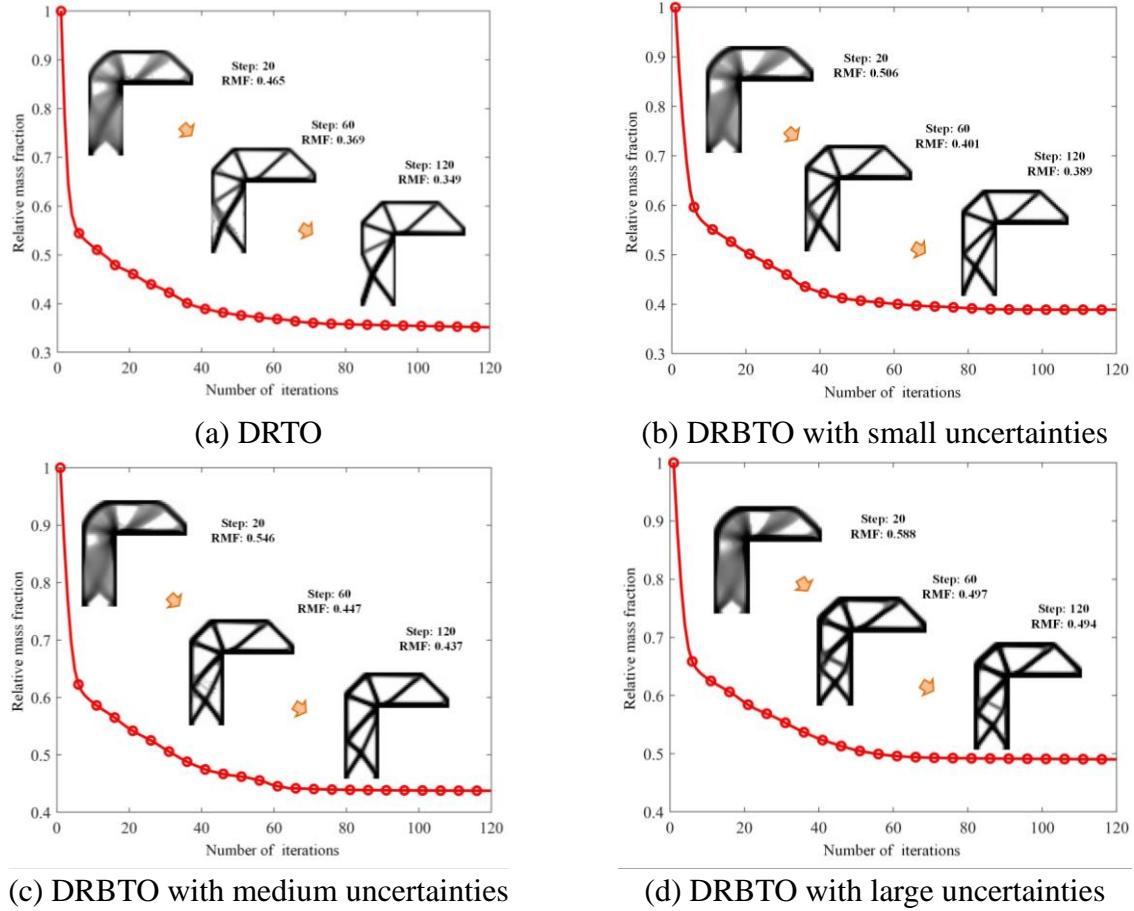 1
0.9
0.8
0.7
0.6
0.5
0.4
0.3
Relative mass fraction
Step: 20
RMF: 0.465
Step: 60
RMF: 0.369
Step: 120
RMF: 0.349
0 20 40 60 80 100 120
Number of iterctions
(a) DRTO
1
0.9
0.8
0.7
0.6
0.5
0.4
0.3
Relative mass fraction
Step: 20
RMF: 0.506
Step: 60
RMF: 0.401
Step: 120
RMF: 0.389
0 20 40 60 80 100 120
Number of iterctions
(b) DRBTO with small uncertainties
1
0.9
0.8
0.7
0.6
0.5
0.4
Relative mass fraction
Step: 20
RMF: 0.546
Step: 60
RMF: 0.447
Step: 120
RMF: 0.437
0 20 40 60 80 100 120
Number of iterctions
(c) DRBTO with medium uncertainties
1
0.9
0.8
0.7
0.6
0.5
0.4
Relative mass fraction
Step: 20
RMF: 0.588
Step: 60
RMF: 0.497
Step: 120
RMF: 0.494
0 20 40 60 80 100 120
Number of iterctions
(d) DRBTO with large uncertainties